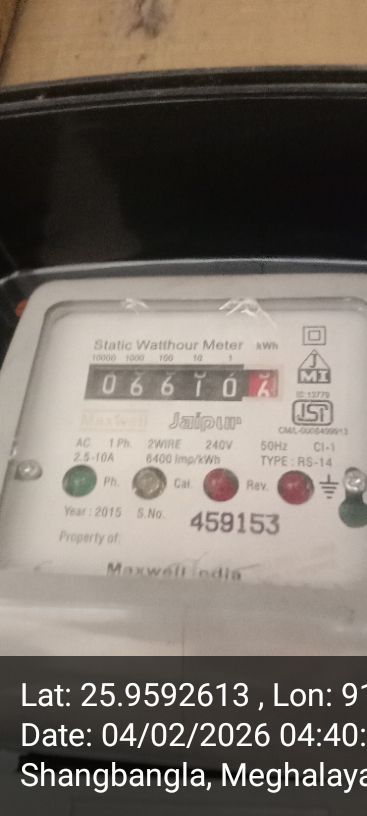 Static Watthour Meter kWh
10000 1000 100 10 1
0 6 6 1 0
Maxwell Jaipur
MI
ISI
AC 1 Ph. 2WIRE 240V 50Hz Cl-1
2.5-10A 6400 Imp/kWh TYPE : RS-14
Ph. Cal. Rev.
Year : 2015 S.No. 459153
Property of:
Maxwell India
Lat: 25.9592613 , Lon: 91
Date: 04/02/2026 04:40:
Shangbangla, Meghalaya